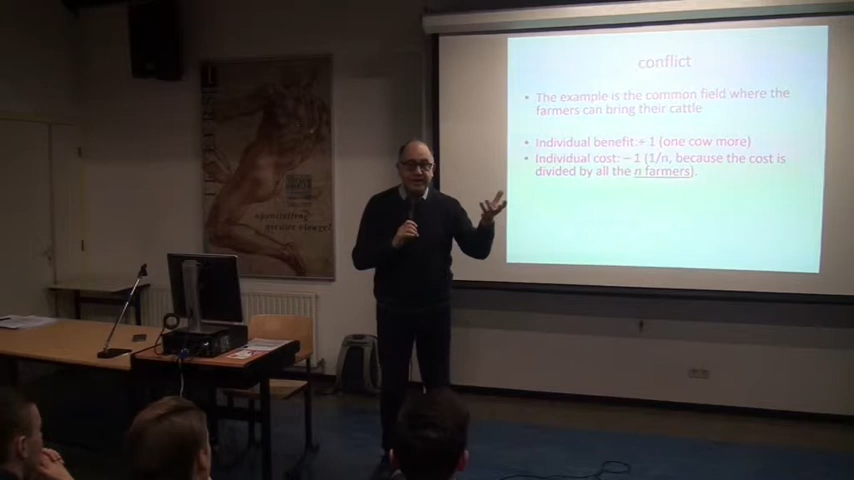 conflict
• The example is the common field where the
farmers can bring their cattle
• Individual benefit:+ 1 (one cow more)
• Individual cost: − 1 (1/n, because the cost is
divided by all the n farmers).